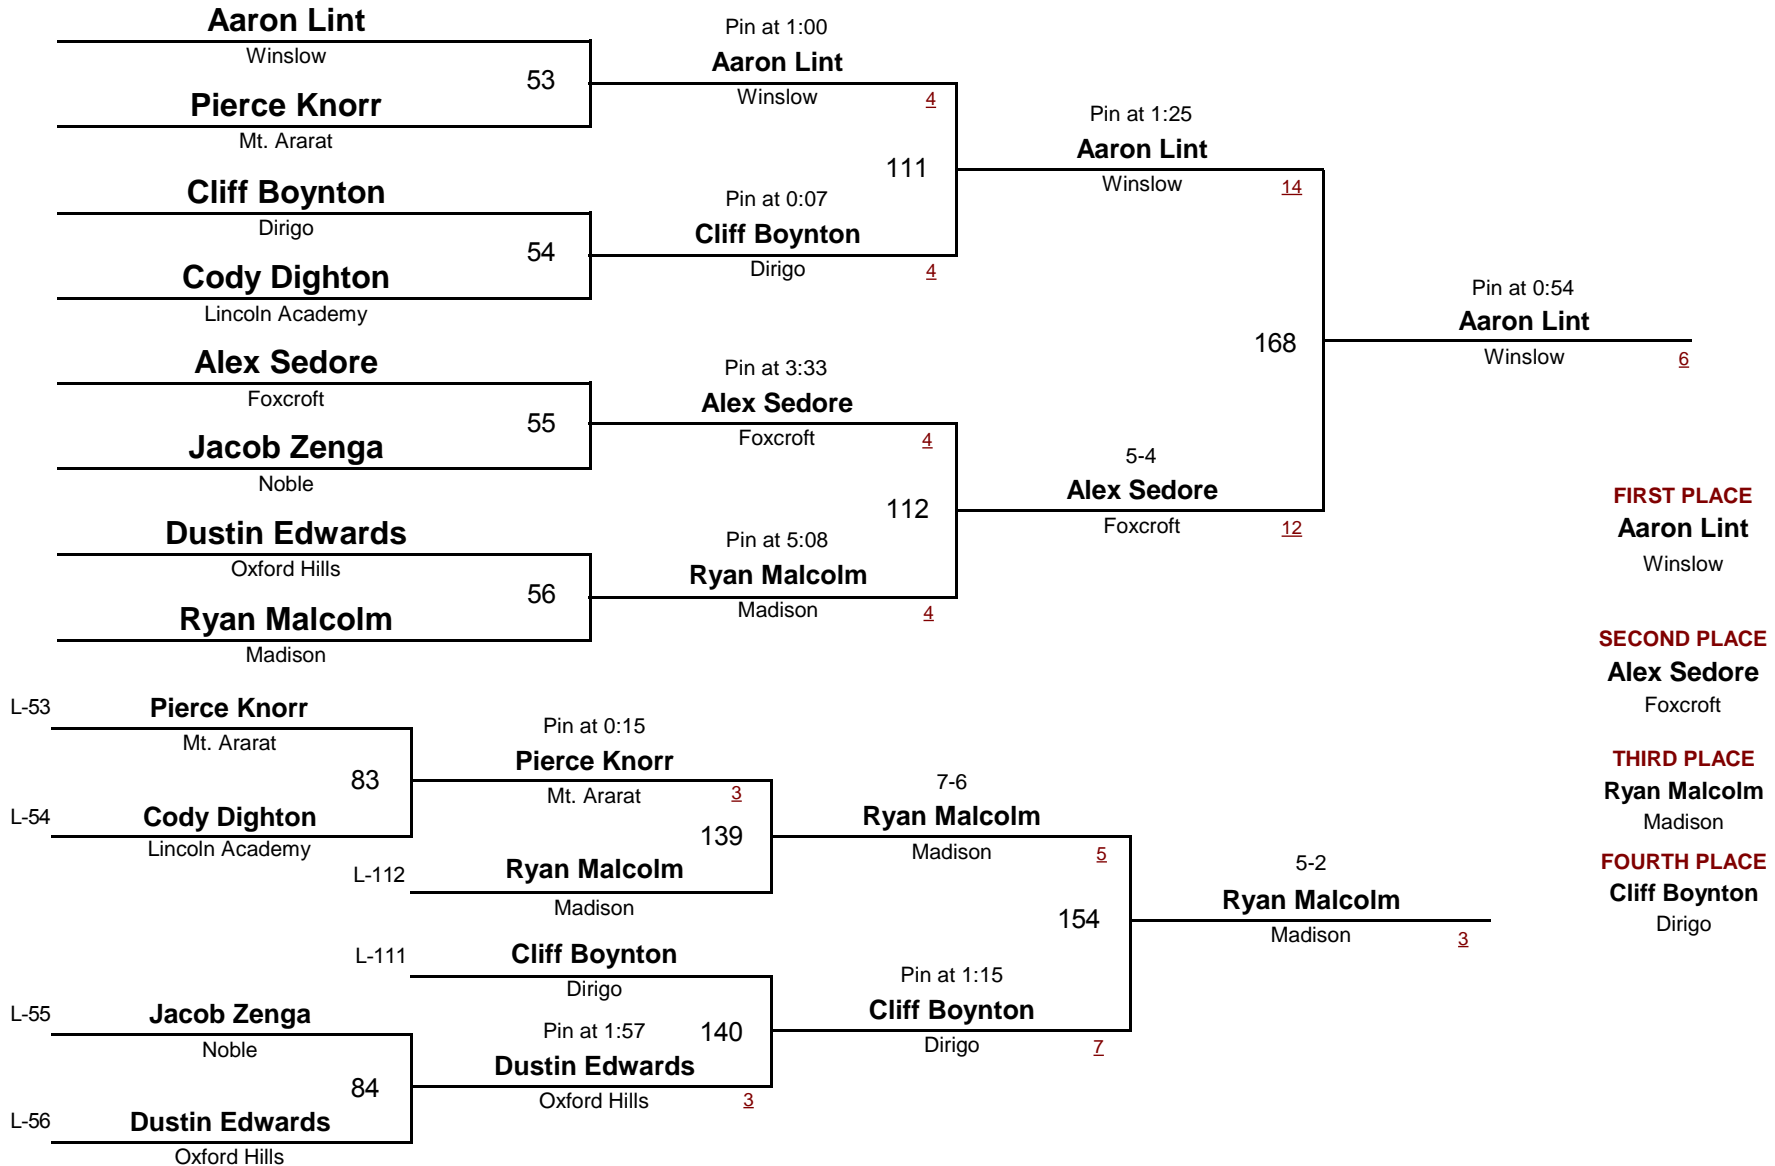 Aaron Lint
Winslow
53
Pierce Knorr
Mt. Ararat
Cliff Boynton
Dirigo
54
Cody Dighton
Lincoln Academy
Alex Sedore
Foxcroft
55
Jacob Zenga
Noble
Dustin Edwards
Oxford Hills
56
Ryan Malcolm
Madison
Pin at 1:00
Aaron Lint
Winslow 4
111
Pin at 0:07
Cliff Boynton
Dirigo 4
Pin at 3:33
Alex Sedore
Foxcroft 4
112
Pin at 5:08
Ryan Malcolm
Madison 4
Pin at 1:25
Aaron Lint
Winslow 14
168
5-4
Alex Sedore
Foxcroft 12
Pin at 0:54
Aaron Lint
Winslow 6
FIRST PLACE
Aaron Lint
Winslow
SECOND PLACE
Alex Sedore
Foxcroft
THIRD PLACE
Ryan Malcolm
Madison
FOURTH PLACE
Cliff Boynton
Dirigo
L-53 Pierce Knorr
Mt. Ararat
83
L-54 Cody Dighton
Lincoln Academy
Pin at 0:15
Pierce Knorr
Mt. Ararat 3
139
L-112 Ryan Malcolm
Madison
L-111 Cliff Boynton
Dirigo
140
L-55 Jacob Zenga
Noble
84
L-56 Dustin Edwards
Oxford Hills
Pin at 1:57
Dustin Edwards
Oxford Hills 3
7-6
Ryan Malcolm
Madison 5
154
Pin at 1:15
Cliff Boynton
Dirigo 7
5-2
Ryan Malcolm
Madison 3